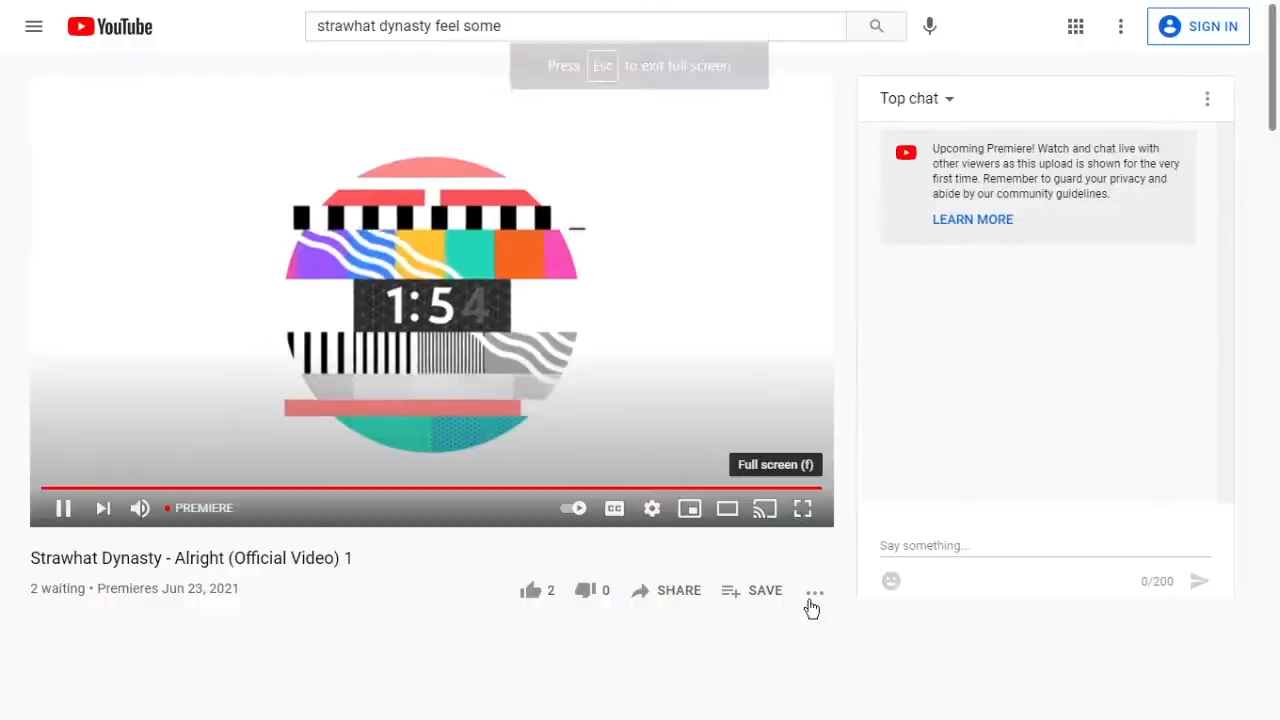 YouTube
strawhat dynasty feel some
SIGN IN
Press Esc to exit full screen
Top chat
Upcoming Premiere! Watch and chat live with
other viewers as this upload is shown for the very
first time. Remember to guard your privacy and
abide by our community guidelines.
LEARN MORE
1:54
Full screen (f)
PREMIERE
CC
Strawhat Dynasty - Alright (Official Video) 1
2 waiting • Premieres Jun 23, 2021
2
0
SHARE
SAVE
Say something...
0/200